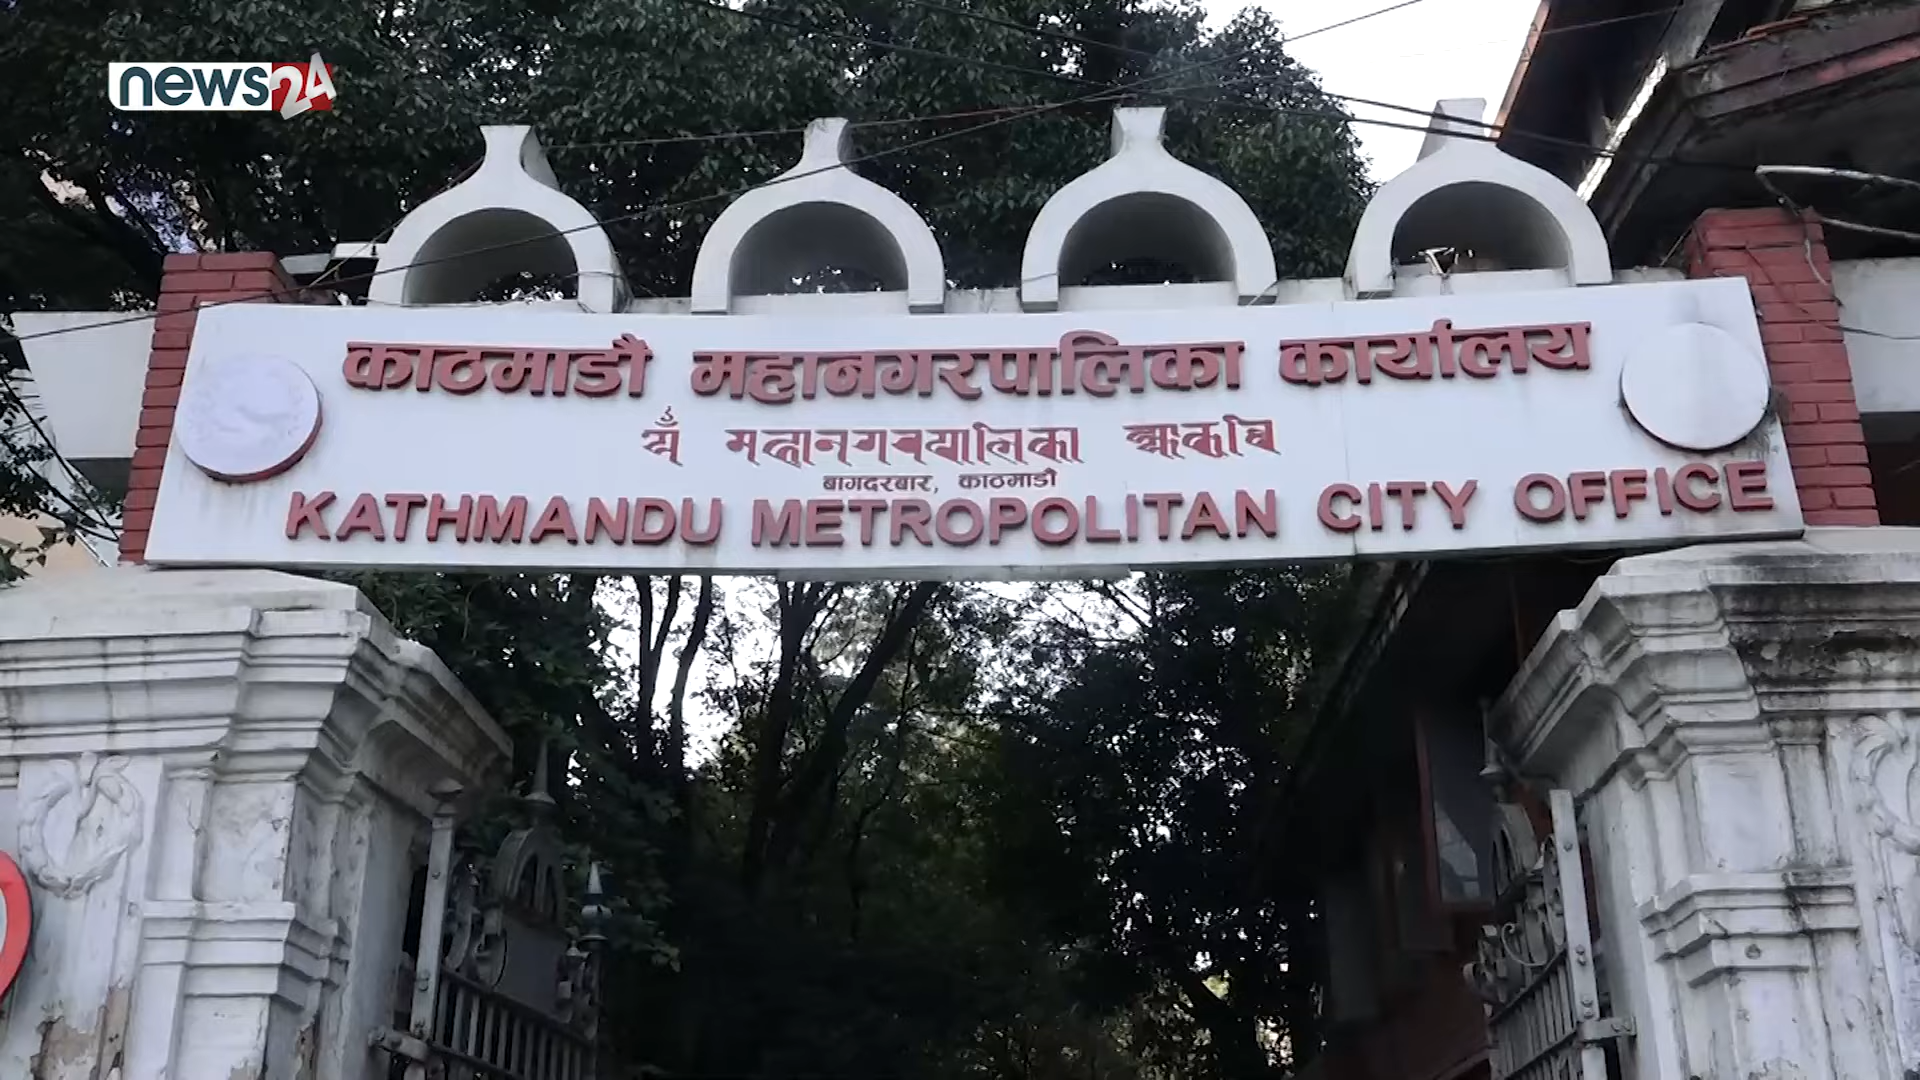 news24
काठमाडौं महानगरपालिका कार्यालय
बागदरबार, काठमाडौं
KATHMANDU METROPOLITAN CITY OFFICE